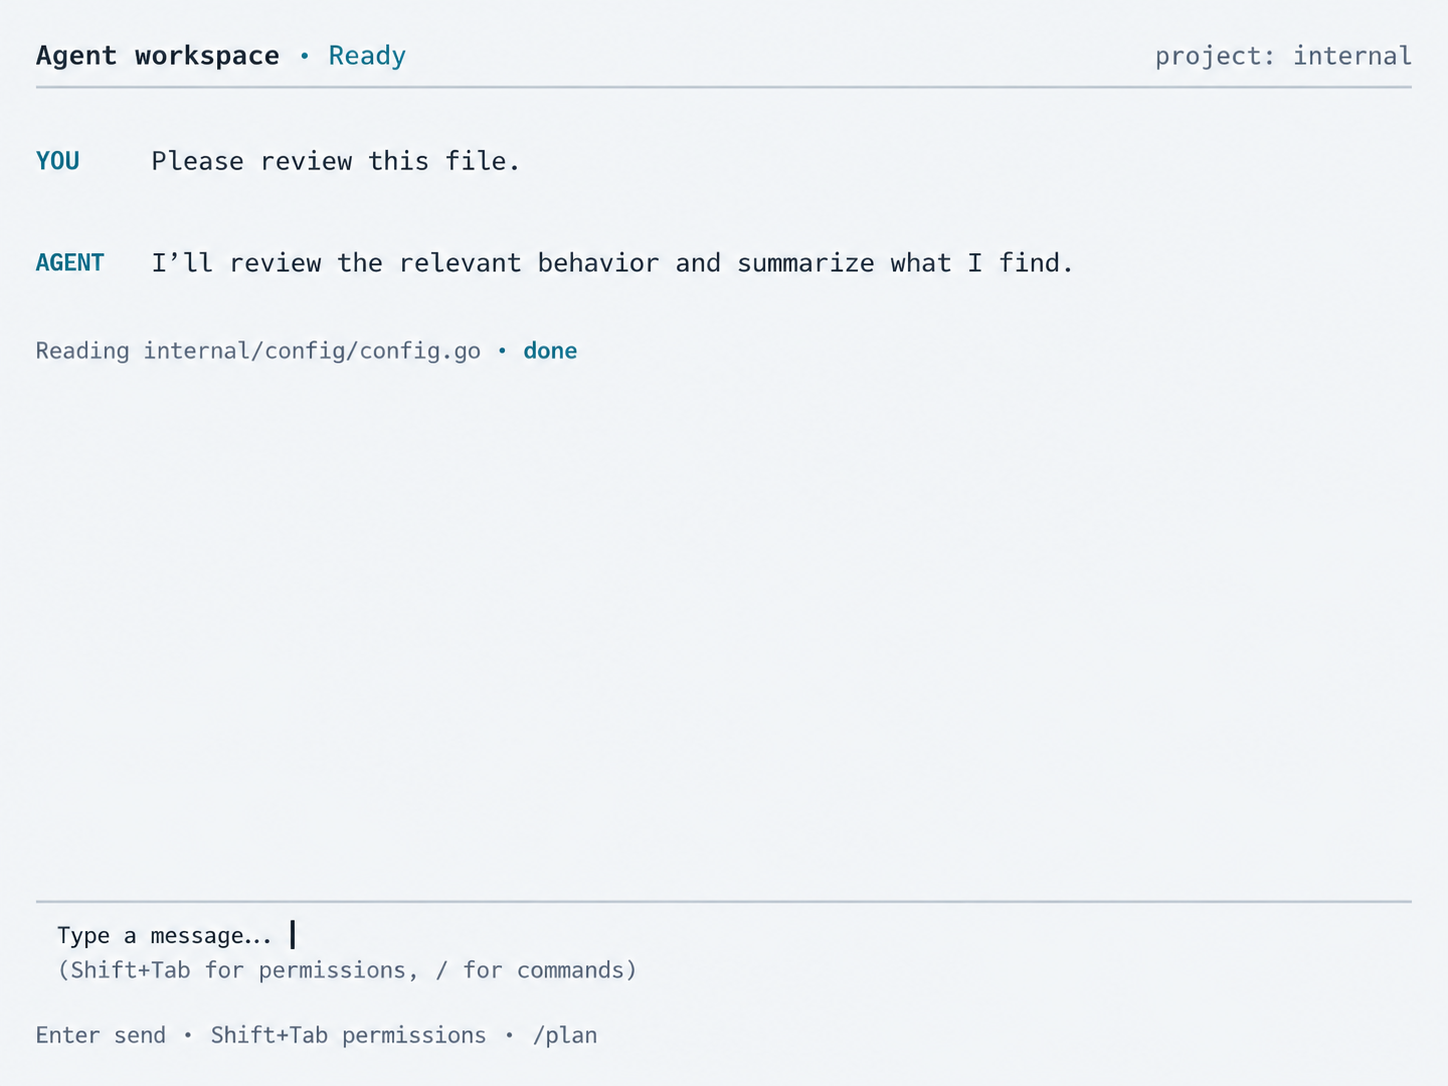 Agent workspace • Ready project: internal
YOU Please review this file.
AGENT I’ll review the relevant behavior and summarize what I find.
Reading internal/config/config.go • done
Type a message...
(Shift+Tab for permissions, / for commands)
Enter send • Shift+Tab permissions • /plan